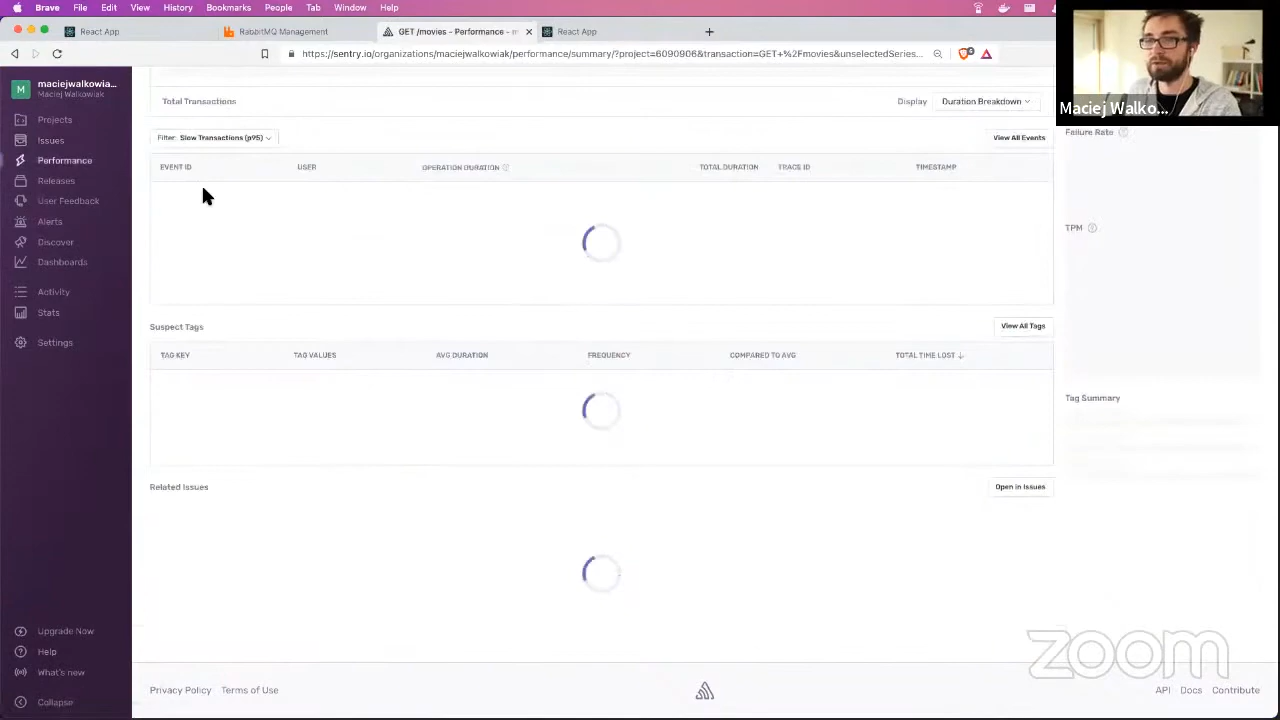 Brave File Edit View History Bookmarks People Tab Window Help
React App
RabbitMQ Management
GET /movies - Performance - m
React App
https://sentry.io/organizations/maciejwalkowiak/performance/summary/?project=6090906&transaction=GET+%2Fmovies&unselectedSeries...
Maciej Walko...
M
maciejwalkowia...
Maciej Walkowiak
Projects
Issues
Performance
Releases
User Feedback
Alerts
Discover
Dashboards
Activity
Stats
Settings
Upgrade Now
Help
What's new
Collapse
Total Transactions
Display Duration Breakdown
Filter: Slow Transactions (p95)
View All Events
EVENT ID USER OPERATION DURATION TOTAL DURATION TRACE ID TIMESTAMP
Suspect Tags
View All Tags
TAG KEY TAG VALUES AVG DURATION FREQUENCY COMPARED TO AVG TOTAL TIME LOST
Related Issues
Open in Issues
Failure Rate
TPM
Tag Summary
zoom
Privacy Policy Terms of Use
API Docs Contribute